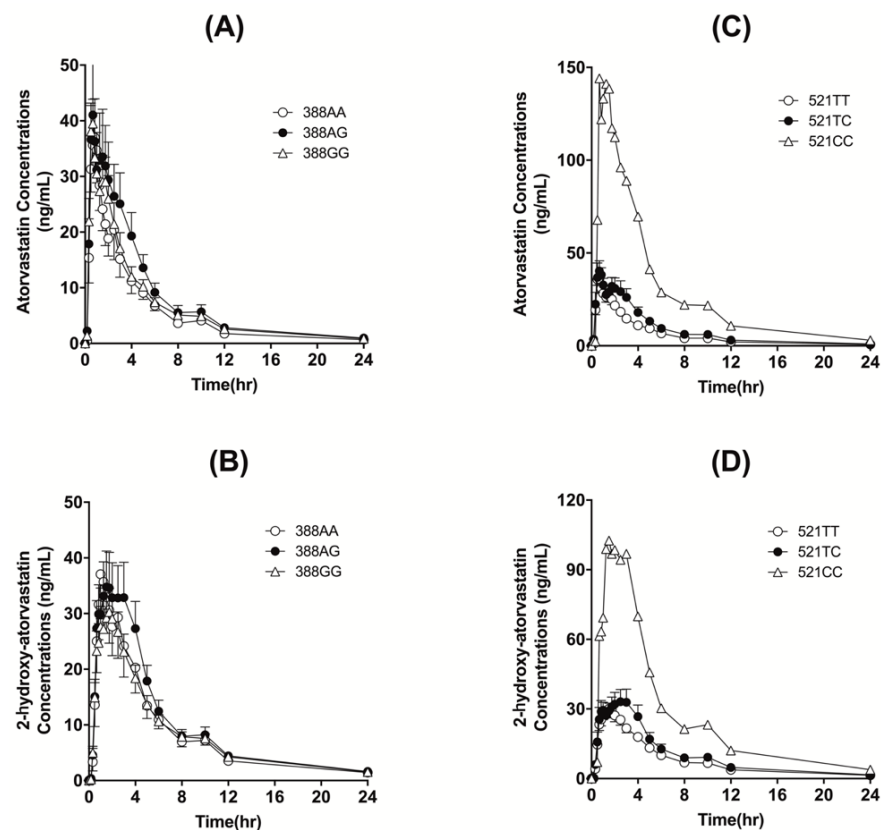 (A)
Atorvastatin Concentrations
(ng/mL)
50
40
30
20
10
0
0 4 8 12 16 20 24
Time(hr)
388AA
388AG
388GG
(C)
Atorvastatin Concentrations
(ng/mL)
150
100
50
0
0 4 8 12 16 20 24
Time(hr)
521TT
521TC
521CC
(B)
2-hydroxy-atorvastatin
Concentrations (ng/mL)
50
40
30
20
10
0
0 4 8 12 16 20 24
Time(hr)
388AA
388AG
388GG
(D)
2-hydroxy-atorvastatin
Concentrations (ng/mL)
120
90
60
30
0
0 4 8 12 16 20 24
Time(hr)
521TT
521TC
521CC